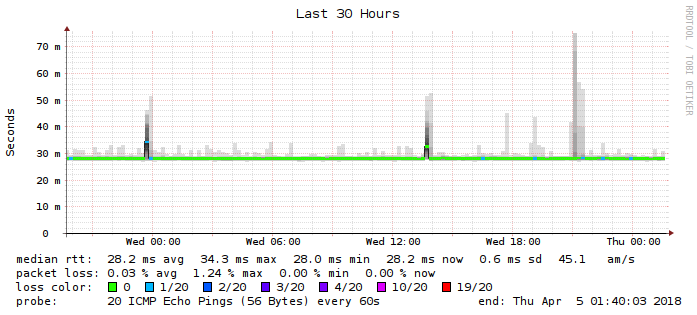 Last 30 Hours
RRDTOOL / TOBI OETIKER
Seconds
70 m
60 m
50 m
40 m
30 m
20 m
10 m
0
Wed 00:00 Wed 06:00 Wed 12:00 Wed 18:00 Thu 00:00
median rtt: 28.2 ms avg 34.3 ms max 28.0 ms min 28.2 ms now 0.6 ms sd 45.1 am/s
packet loss: 0.03 % avg 1.24 % max 0.00 % min 0.00 % now
loss color: 0 1/20 2/20 3/20 4/20 10/20 19/20
probe: 20 ICMP Echo Pings (56 Bytes) every 60s end: Thu Apr 5 01:40:03 2018